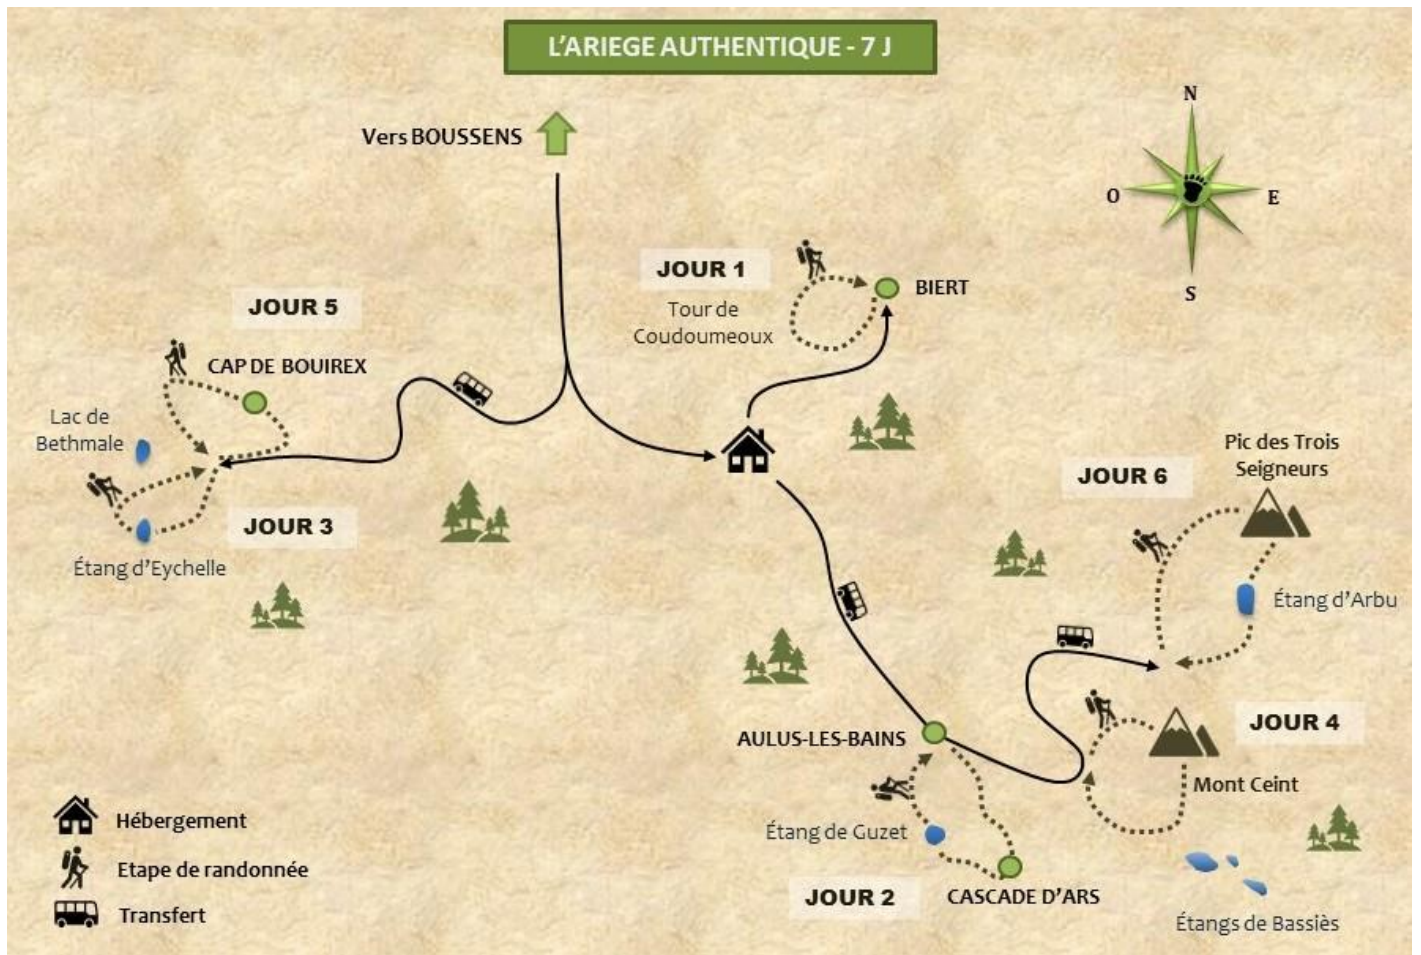 L'ARIEGE AUTHENTIQUE - 7 J
Vers BOUSSENS
N
O
E
S
JOUR 1
Tour de
Coudoumeoux
BIERT
JOUR 5
CAP DE BOUIREX
Lac de
Bethmale
JOUR 3
Étang d'Eychelle
Pic des Trois
Seigneurs
JOUR 6
Étang d'Arbu
AULUS-LES-BAINS
JOUR 4
Mont Ceint
Étang de Guzet
JOUR 2
CASCADE D'ARS
Étangs de Bassiès
Hébergement
Etape de randonnée
Transfert